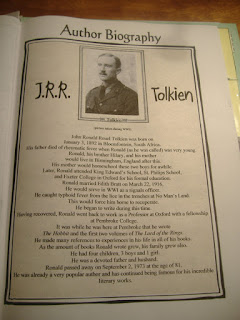 Author Biography
J.R.R. Tolkien
(picture taken during WWI)
John Ronald Reuel Tolkien was born on
January 3, 1892 in Bloemfontein, South Africa.
His father died of rheumatic fever when Ronald (as he was called) was very young.
Ronald, his brother Hilary, and his mother
would live in Birmingham, England after this.
His mother would homeschool these two boys for awhile.
Later, Ronald attended King Edward's School, St. Philips School,
and Exeter College in Oxford for his formal education.
Ronald married Edith Bratt on March 22, 1916.
He would serve in WWI as a signals officer.
He caught typhoid fever from the lice in the trenches of No Man's Land.
This would force him home to recuperate.
He began to write during this time.
Having recovered, Ronald went back to work as a Professor at Oxford with a fellowship
at Pembroke College.
It was while he was here at Pembroke that he wrote
The Hobbit and the first two volumes of The Lord of the Rings.
He made many references to experiences in his life in all of his books.
As the amount of books Ronald wrote grew, his family grew also.
He had four children, 3 boys and 1 girl.
He was a devoted father and husband.
Ronald passed away on September 2, 1973 at the age of 81.
He was already a very popular author and has continued being famous for his incredible
literary works.